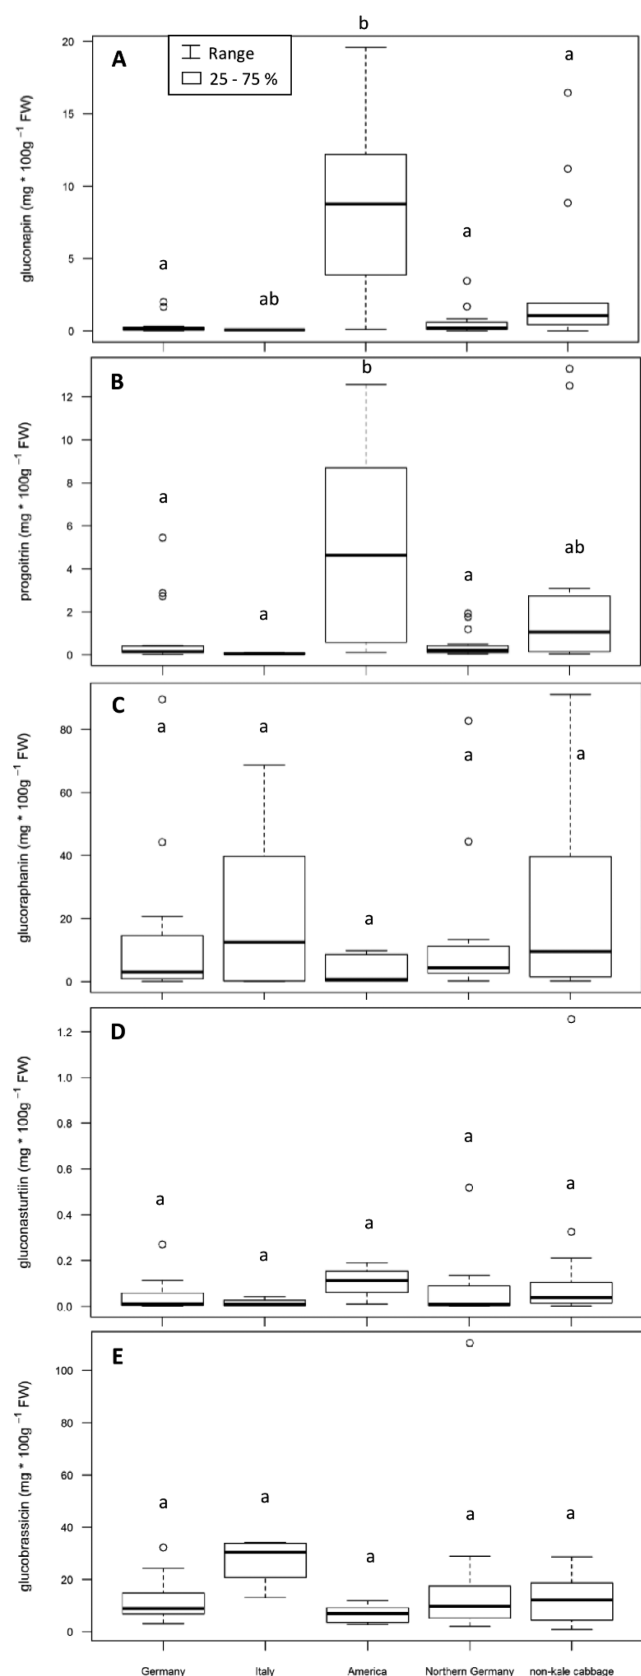 b
A
Range
25 - 75 %
a
20
15
10
5
0
gluconapin (mg * 100g⁻¹ FW)
a
ab
a
B
b
12
10
8
6
4
2
0
progoitrin (mg * 100g⁻¹ FW)
a
a
a
ab
C
80
60
40
20
0
glucoraphanin (mg * 100g⁻¹ FW)
a
a
a
a
a
D
1.2
1.0
0.8
0.6
0.4
0.2
0.0
gluconasturtiin (mg * 100g⁻¹ FW)
a
a
a
a
a
E
100
80
60
40
20
0
glucobrassicin (mg * 100g⁻¹ FW)
a
a
a
a
a
Germany
Italy
America
Northern Germany
non-kale cabbage